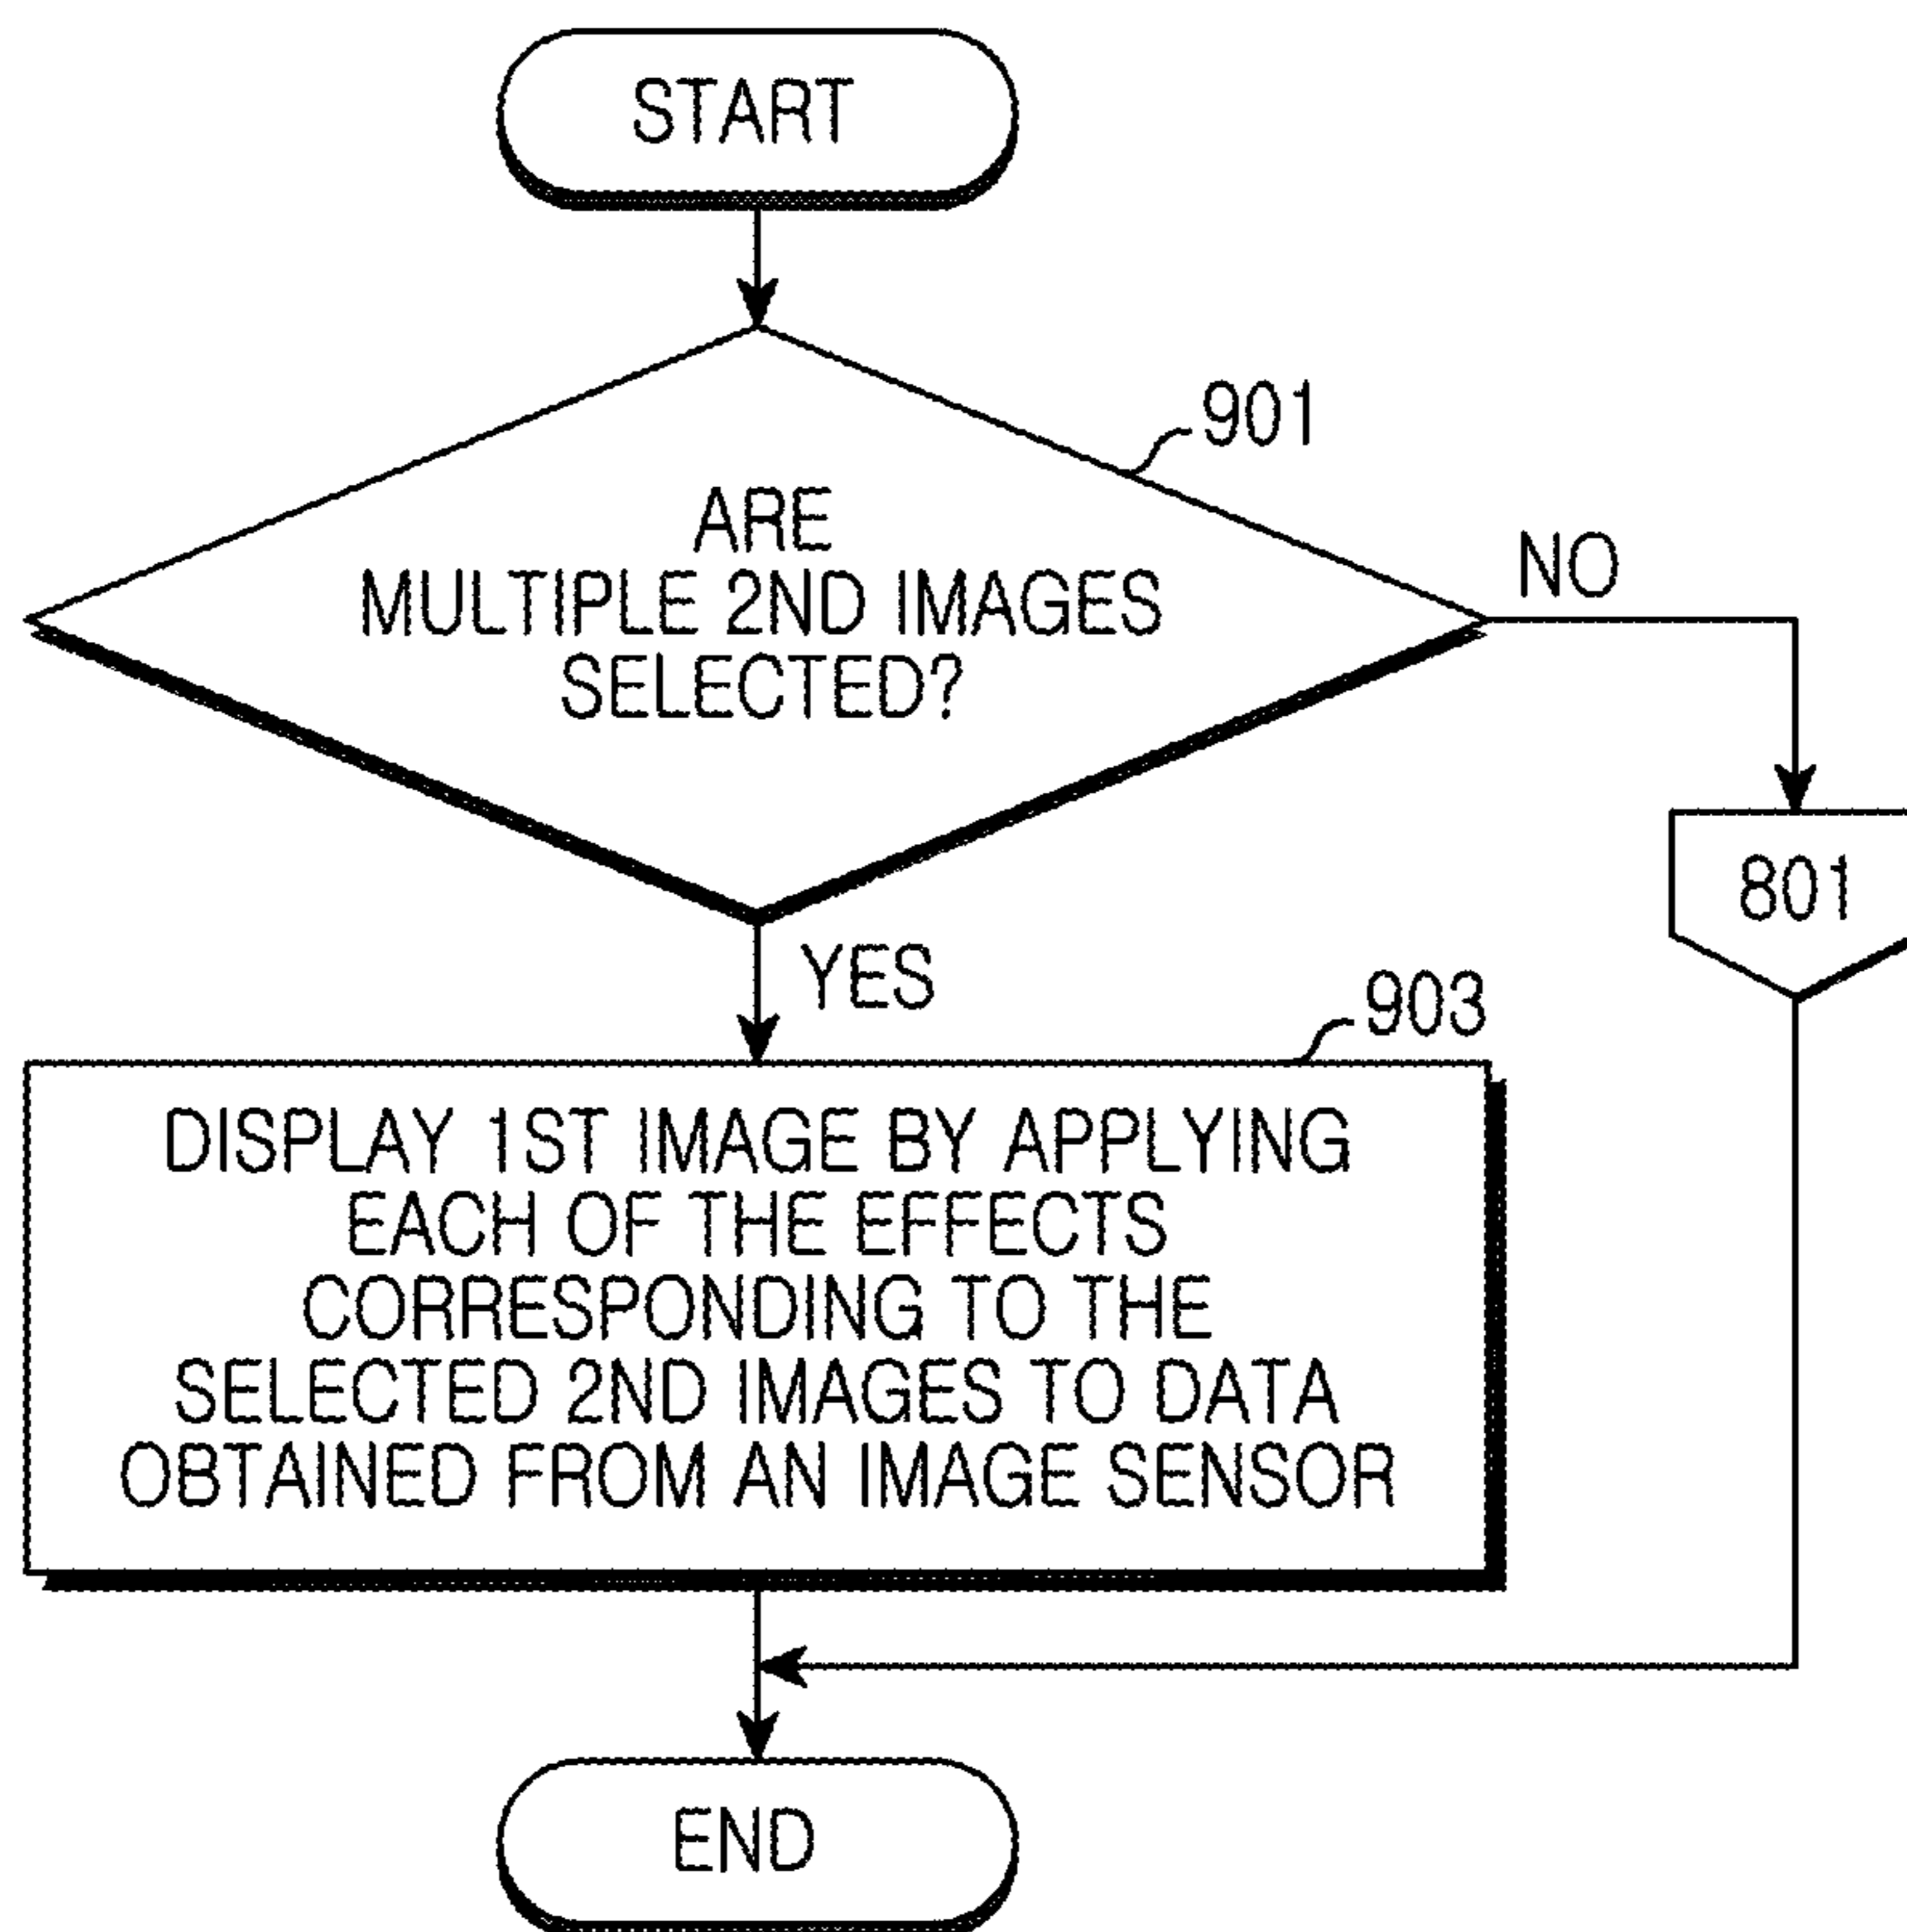 START
901
ARE
MULTIPLE 2ND IMAGES
SELECTED?
NO
801
YES
903
DISPLAY 1ST IMAGE BY APPLYING
EACH OF THE EFFECTS
CORRESPONDING TO THE
SELECTED 2ND IMAGES TO DATA
OBTAINED FROM AN IMAGE SENSOR
END